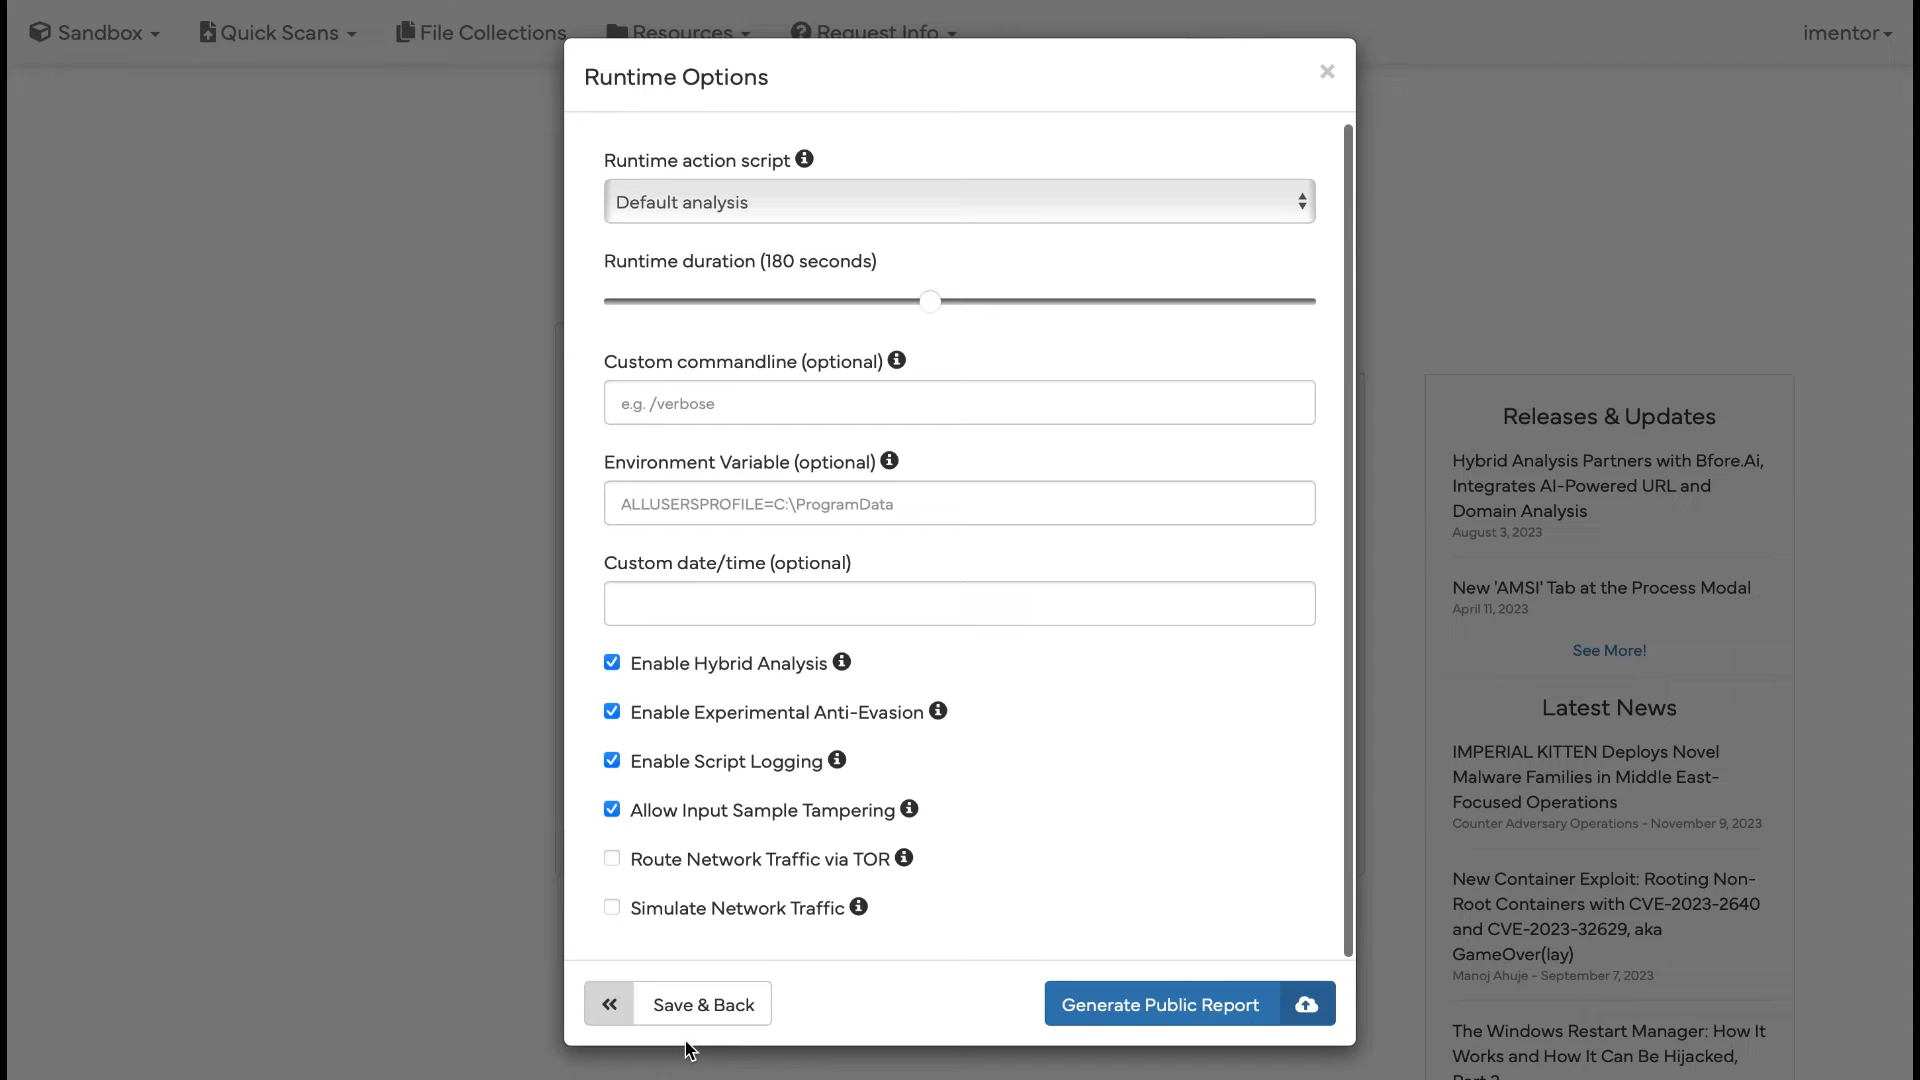 Sandbox
Quick Scans
File Collections
Resources
Request Info
imentor
Runtime Options
×
Runtime action script
Default analysis
Runtime duration (180 seconds)
Custom commandline (optional)
e.g. /verbose
Environment Variable (optional)
ALLUSERSPROFILE=C:\ProgramData
Custom date/time (optional)
Enable Hybrid Analysis
Enable Experimental Anti-Evasion
Enable Script Logging
Allow Input Sample Tampering
Route Network Traffic via TOR
Simulate Network Traffic
Save & Back
Generate Public Report
Releases & Updates
Hybrid Analysis Partners with Bfore.Ai,
Integrates AI-Powered URL and
Domain Analysis
August 3, 2023
New 'AMSI' Tab at the Process Modal
April 11, 2023
See More!
Latest News
IMPERIAL KITTEN Deploys Novel
Malware Families in Middle East-
Focused Operations
Counter Adversary Operations - November 9, 2023
New Container Exploit: Rooting Non-
Root Containers with CVE-2023-2640
and CVE-2023-32629, aka
GameOver(lay)
Manoj Ahuje - September 7, 2023
The Windows Restart Manager: How It
Works and How It Can Be Hijacked,